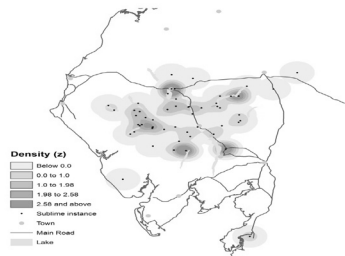 Density (z)
Below 0.0
0.0 to 1.0
1.0 to 1.98
1.98 to 2.58
2.58 and above
Sublime instance
Town
Main Road
Lake